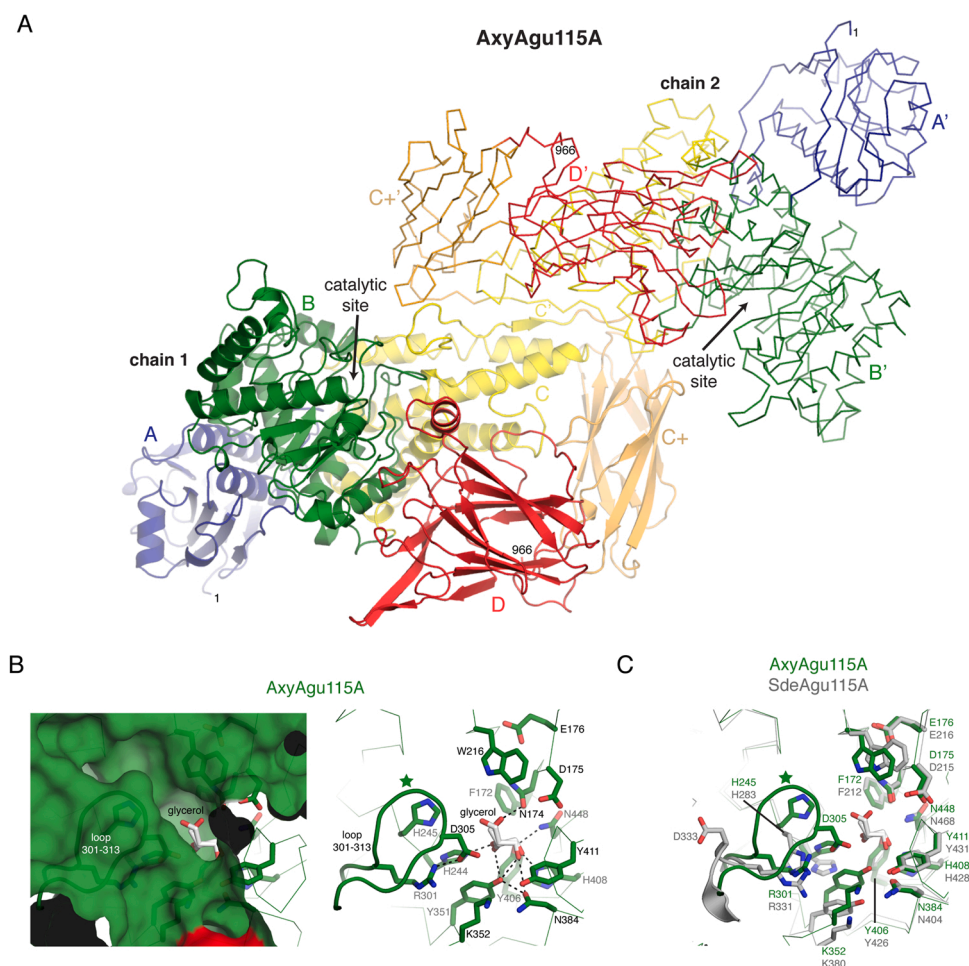 A
AxyAgu115A
1
chain 2
A'
966
D'
C+'
catalytic
site
B
C'
chain 1
catalytic
site
B'
A
C
C+
966
1
D
B
AxyAgu115A
C
AxyAgu115A
SdeAgu115A
glycerol
loop
301-313
E176
W216
D175
F172
glycerol
N174
H245
D305
N448
loop
301-313
H244
Y411
R301
Y406
H408
Y351
N384
K352
E176
E216
D175
D215
F172
F212
H245
H283
N448
N468
D305
D333
Y411
Y431
H408
H428
R301
R331
N384
N404
Y406
Y426
K352
K380